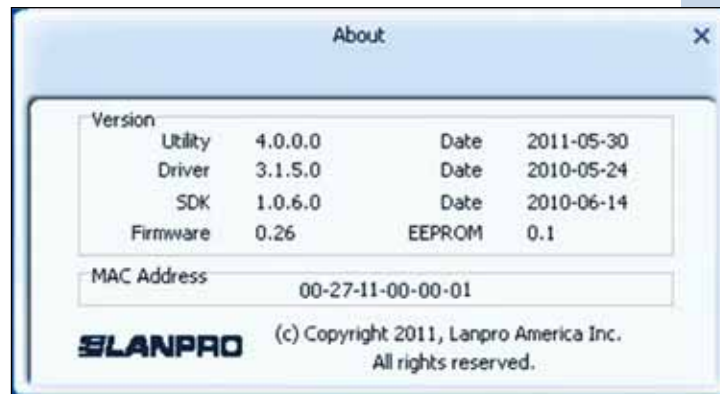 About
Version
Utility 4.0.0.0 Date 2011-05-30
Driver 3.1.5.0 Date 2010-05-24
SDK 1.0.6.0 Date 2010-06-14
Firmware 0.26 EEPROM 0.1
MAC Address
00-27-11-00-00-01
LANPRO
(c) Copyright 2011, Lanpro America Inc.
All rights reserved.